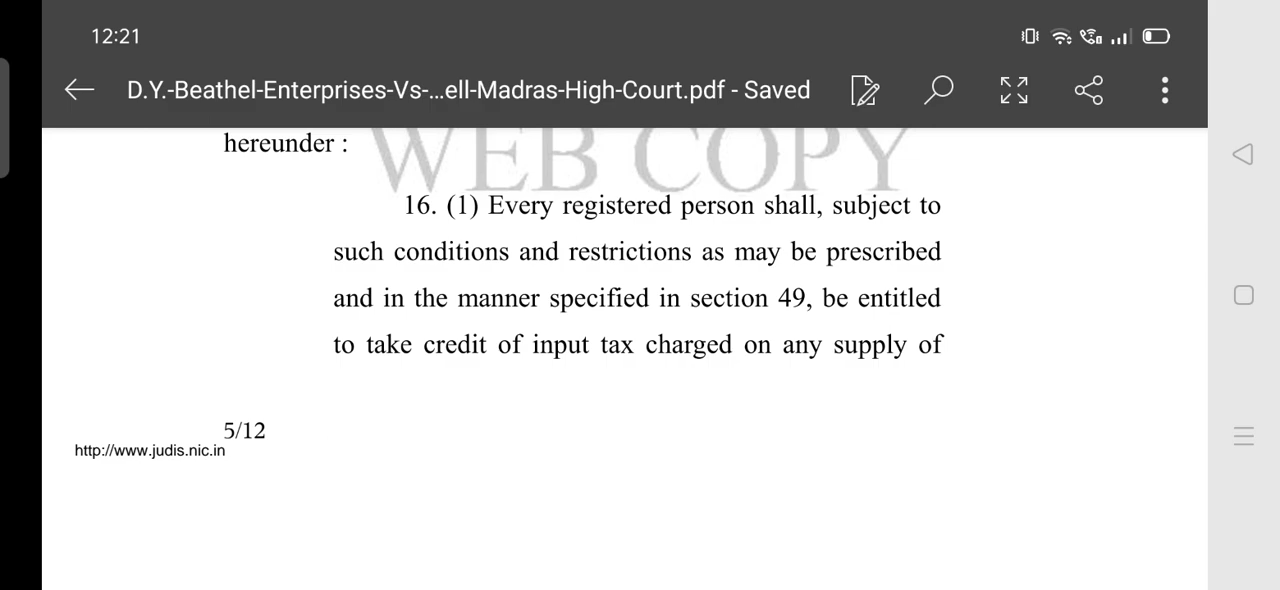 12:21
D.Y.-Beathel-Enterprises-Vs-...ell-Madras-High-Court.pdf - Saved
hereunder :
WEB COPY
16. (1) Every registered person shall, subject to
such conditions and restrictions as may be prescribed
and in the manner specified in section 49, be entitled
to take credit of input tax charged on any supply of
5/12
http://www.judis.nic.in